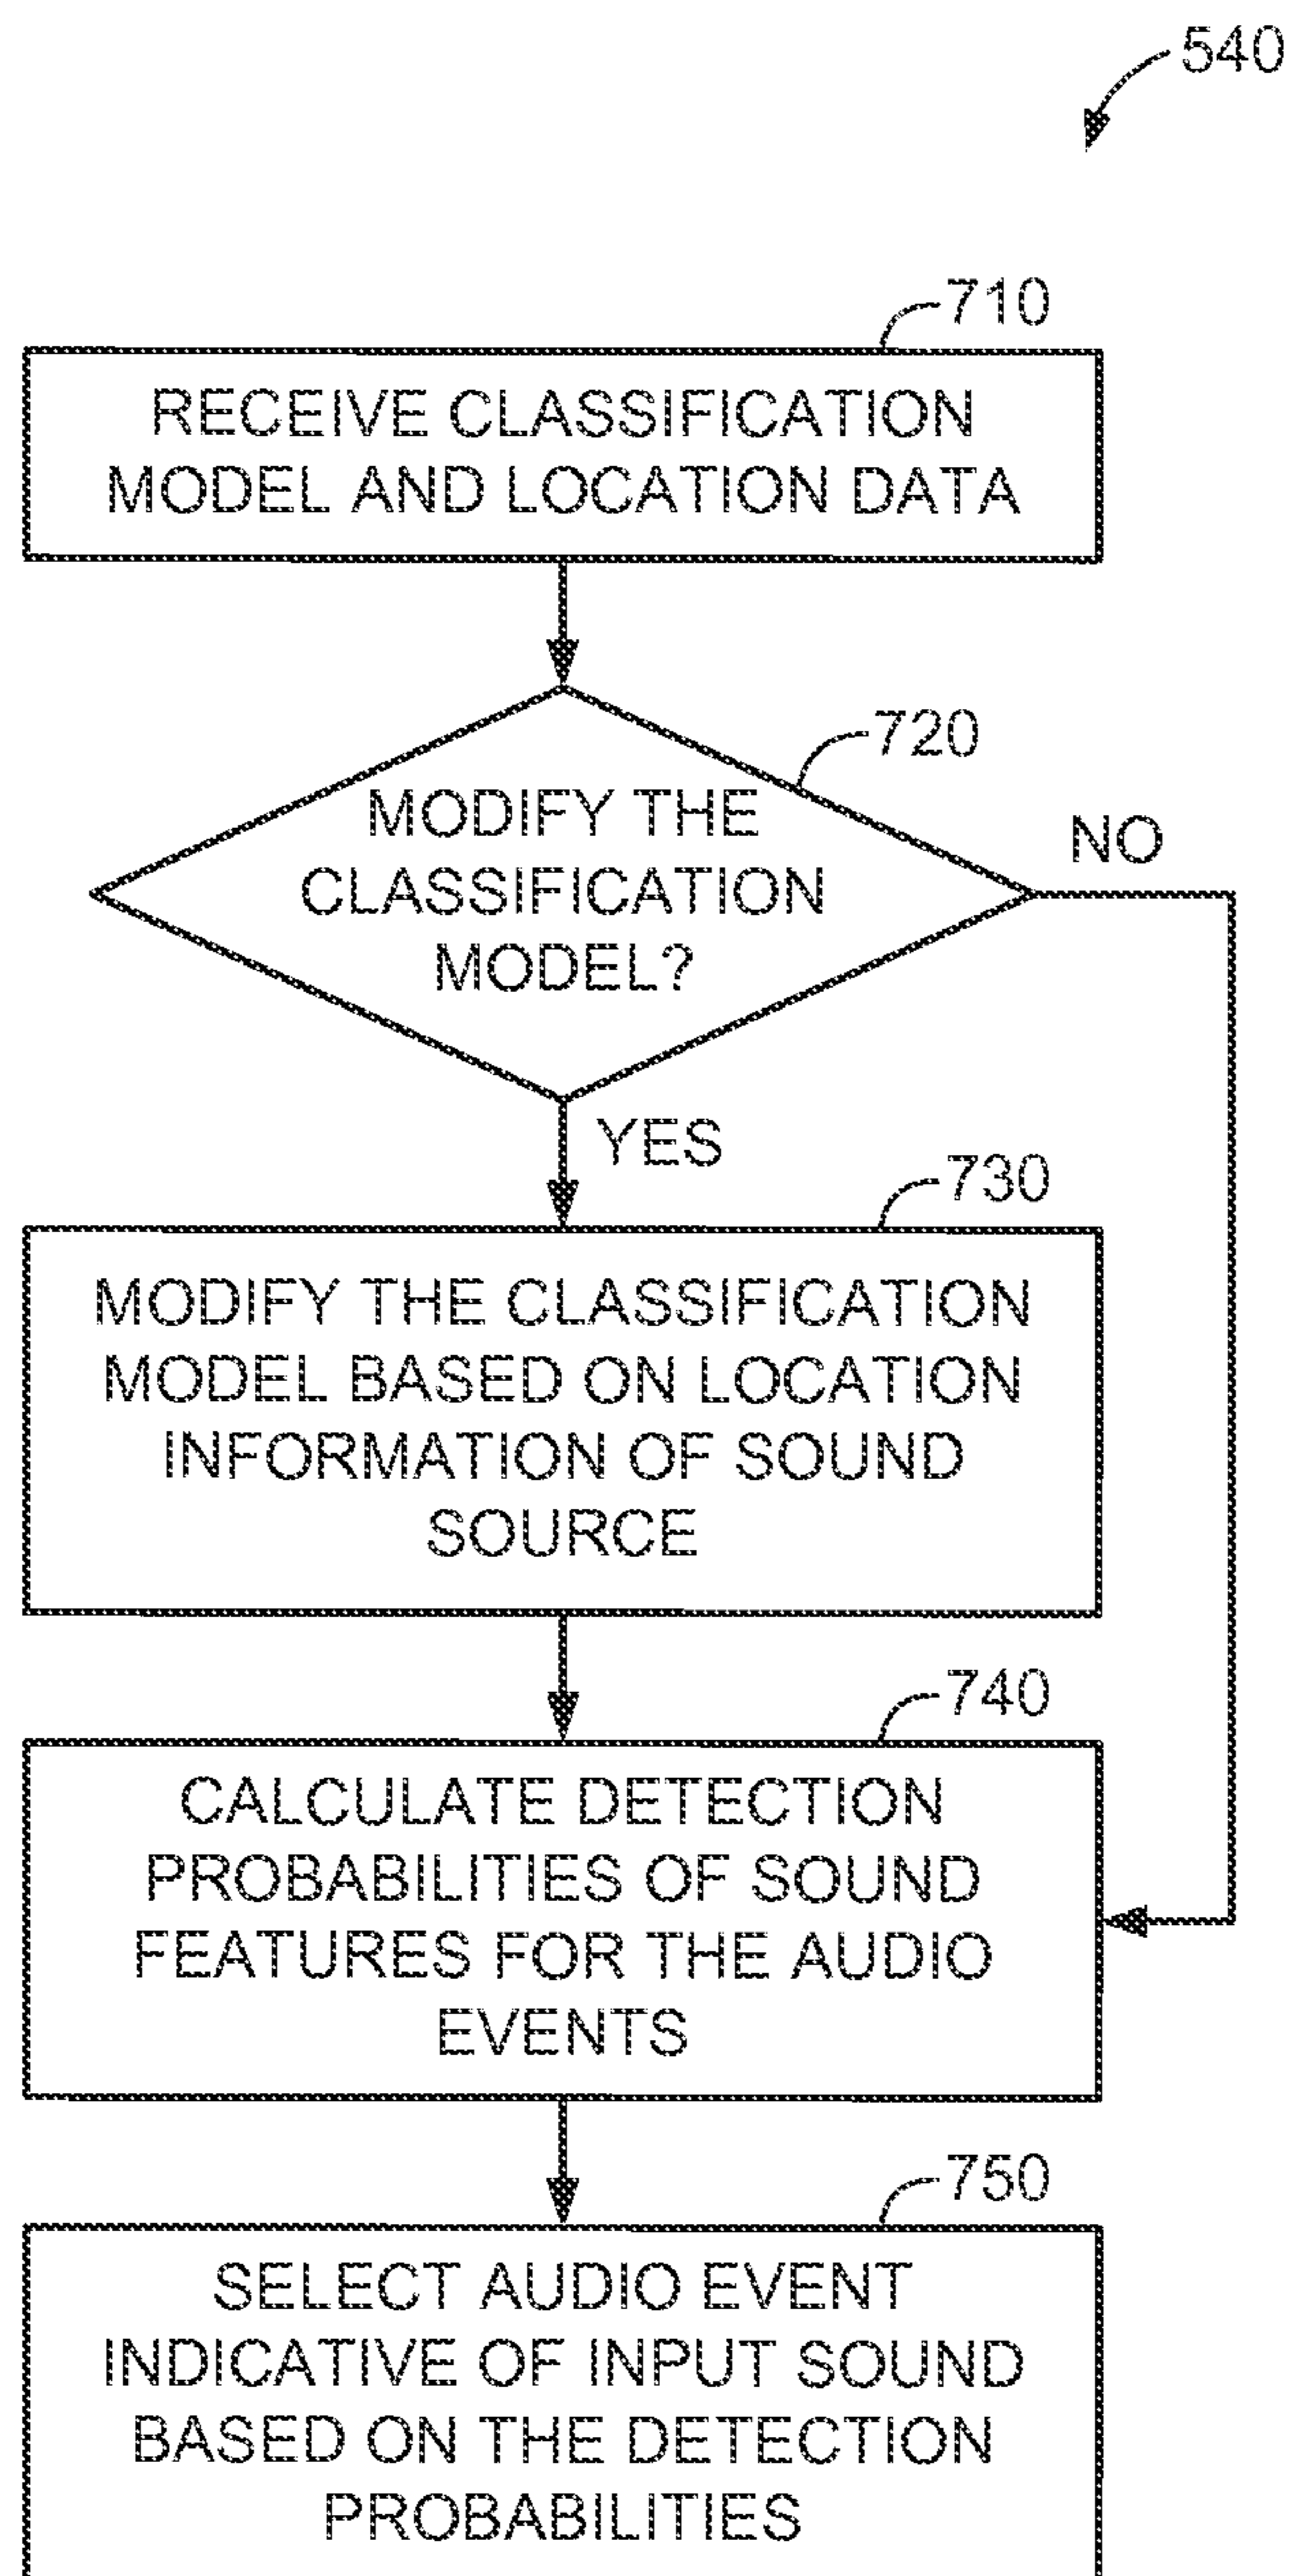 540
710
RECEIVE CLASSIFICATION
MODEL AND LOCATION DATA
720
MODIFY THE
CLASSIFICATION
MODEL?
NO
YES
730
MODIFY THE CLASSIFICATION
MODEL BASED ON LOCATION
INFORMATION OF SOUND
SOURCE
740
CALCULATE DETECTION
PROBABILITIES OF SOUND
FEATURES FOR THE AUDIO
EVENTS
750
SELECT AUDIO EVENT
INDICATIVE OF INPUT SOUND
BASED ON THE DETECTION
PROBABILITIES